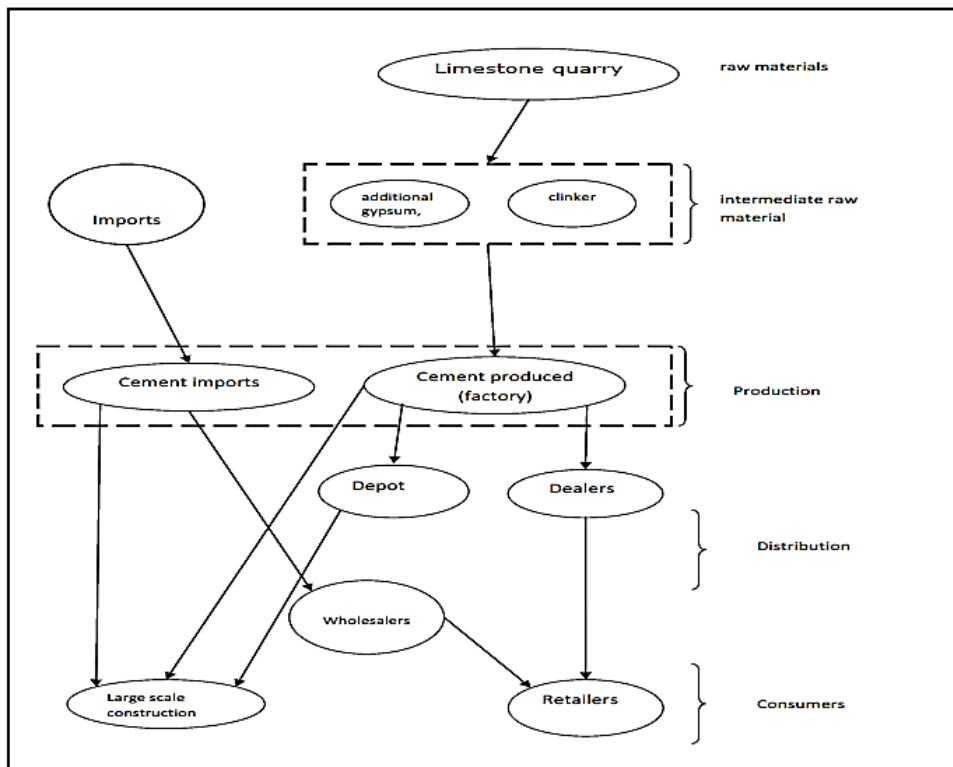 Limestone quarry
raw materials
Imports
additional
gypsum,
clinker
intermediate raw
material
Cement imports
Cement produced
(factory)
Production
Depot
Dealers
Distribution
Wholesalers
Large scale
construction
Retailers
Consumers